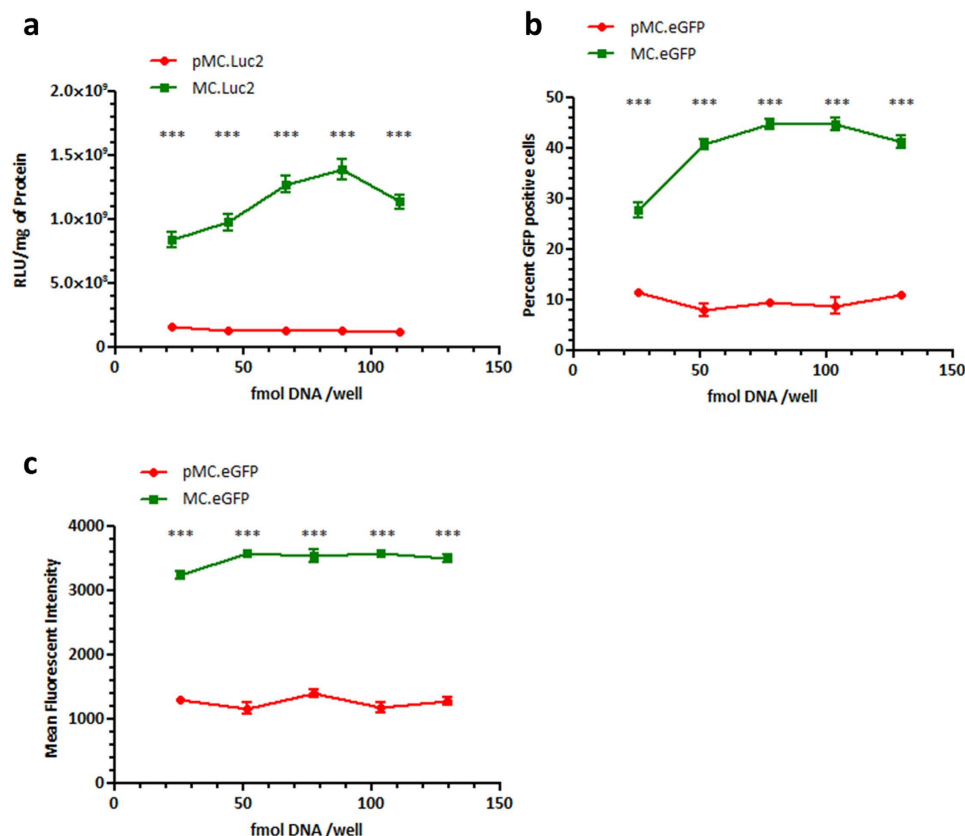 a
pMC.Luc2
MC.Luc2
2.0×10⁹
1.5×10⁹
1.0×10⁹
5.0×10⁸
0
*** *** *** *** ***
RLU/mg of Protein
0 50 100 150
fmol DNA /well
b
pMC.eGFP
MC.eGFP
50
40
30
20
10
0
*** *** *** *** ***
Percent GFP positive cells
0 50 100 150
fmol DNA /well
c
pMC.eGFP
MC.eGFP
4000
3000
2000
1000
0
*** *** *** *** ***
Mean Fluorescent Intensity
0 50 100 150
fmol DNA /well